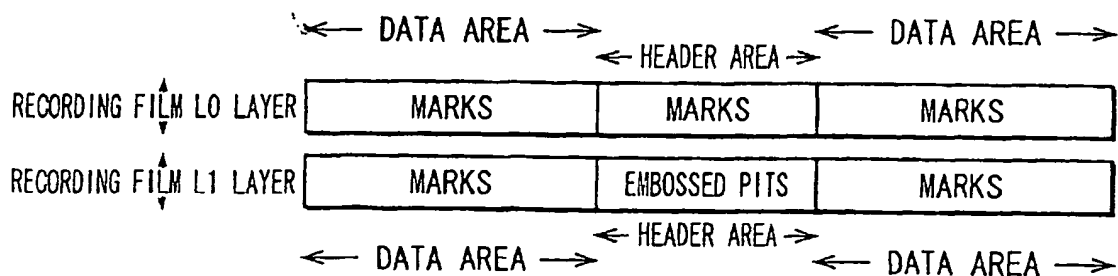 DATA AREA DATA AREA
HEADER AREA
RECORDING FILM L0 LAYER MARKS MARKS MARKS
RECORDING FILM L1 LAYER MARKS EMBOSSED PITS MARKS
HEADER AREA
DATA AREA DATA AREA